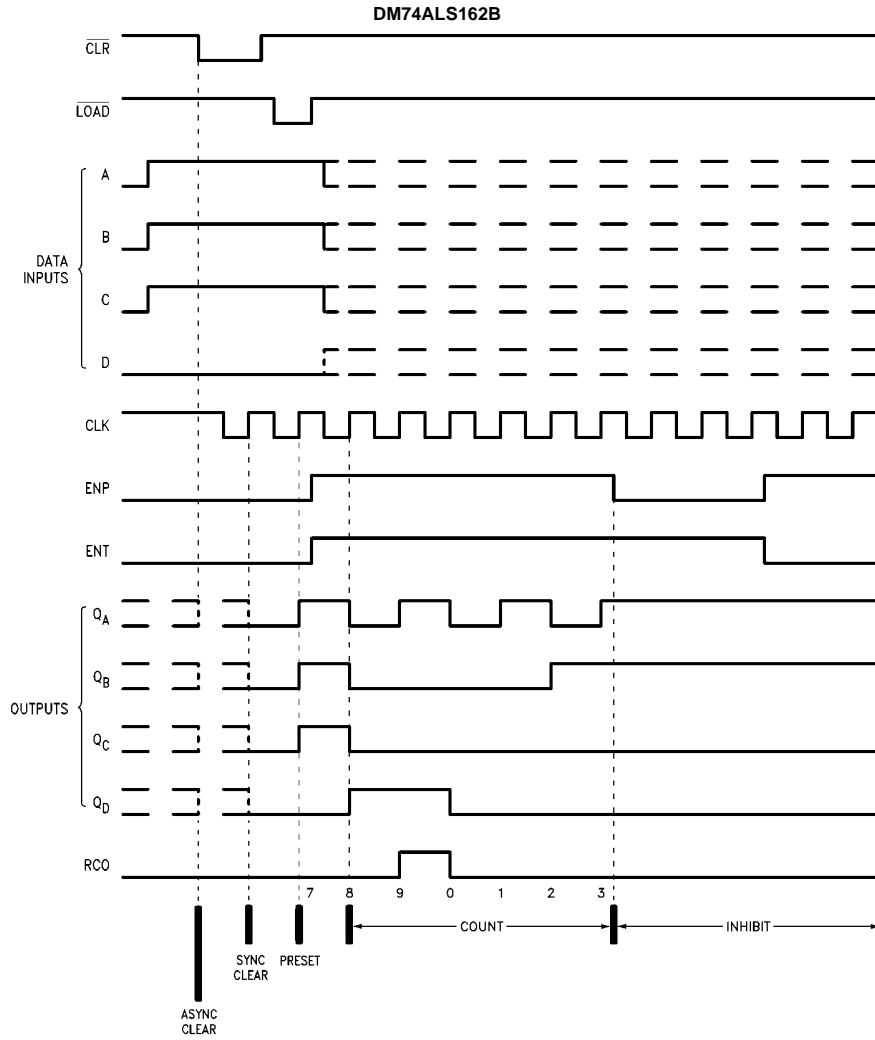 DM74ALS162B
CLR
LOAD
A
B
DATA
INPUTS
C
D
CLK
ENP
ENT
QA
QB
OUTPUTS
QC
QD
RCO
7 8 9 0 1 2 3
COUNT INHIBIT
SYNC
CLEAR
PRESET
ASYNC
CLEAR